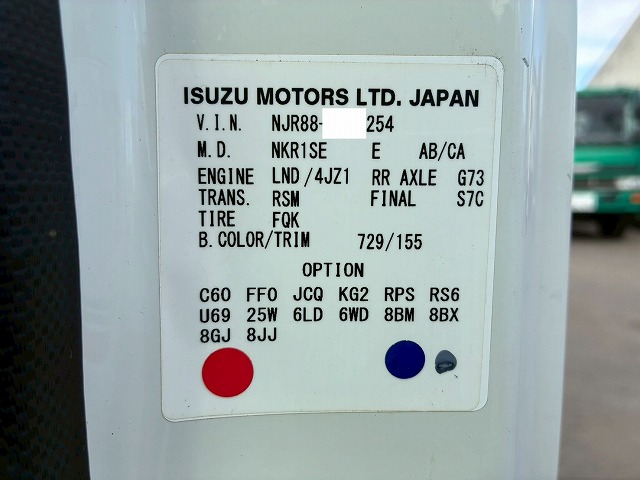 ISUZU MOTORS LTD. JAPAN
V.I.N. NJR88- 254
M.D. NKR1SE E AB/CA
ENGINE LND/4JZ1 RR AXLE G73
TRANS. RSM FINAL S7C
TIRE FQK
B.COLOR/TRIM 729/155
OPTION
C60 FF0 JCQ KG2 RPS RS6
U69 25W 6LD 6WD 8BM 8BX
8GJ 8JJ